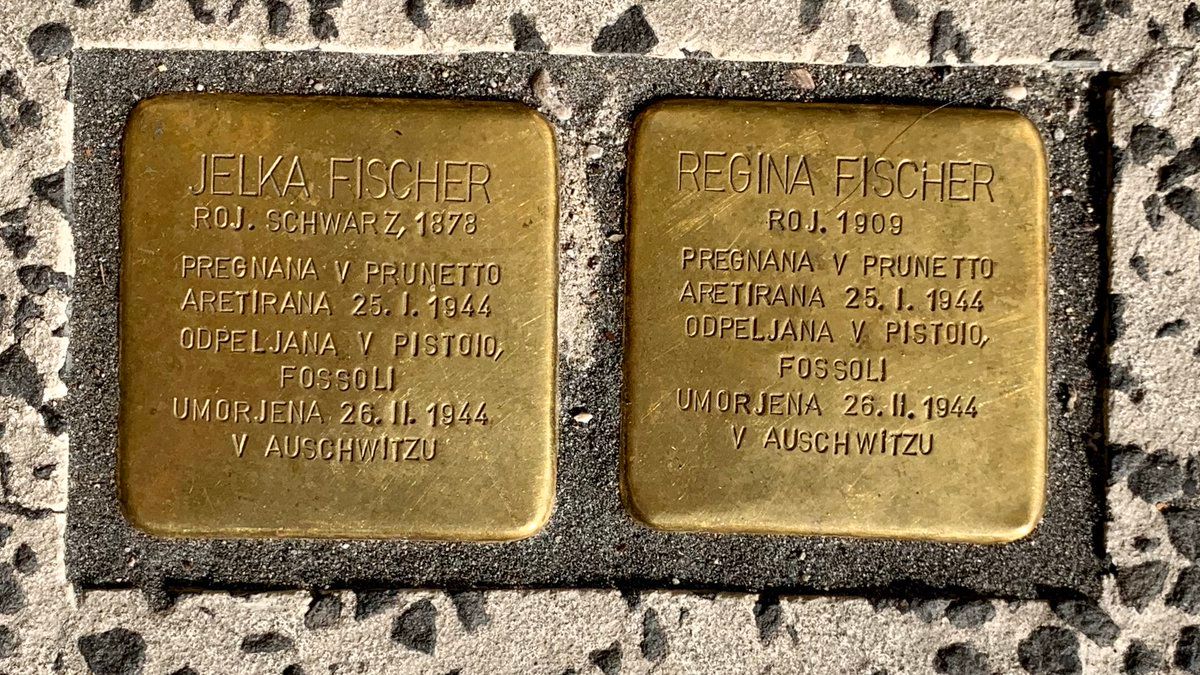 JELKA FISCHER
ROJ. SCHWARZ, 1878
PREGNANA V PRUNETTO
ARETIRANA 25. I. 1944
ODPELJANA V PISTOIO,
FOSSOLI
UMORJENA 26. II. 1944
V AUSCHWITZU
REGINA FISCHER
ROJ. 1909
PREGNANA V PRUNETTO
ARETIRANA 25. I. 1944
ODPELJANA V PISTOIO,
FOSSOLI
UMORJENA 26. II. 1944
V AUSCHWITZU